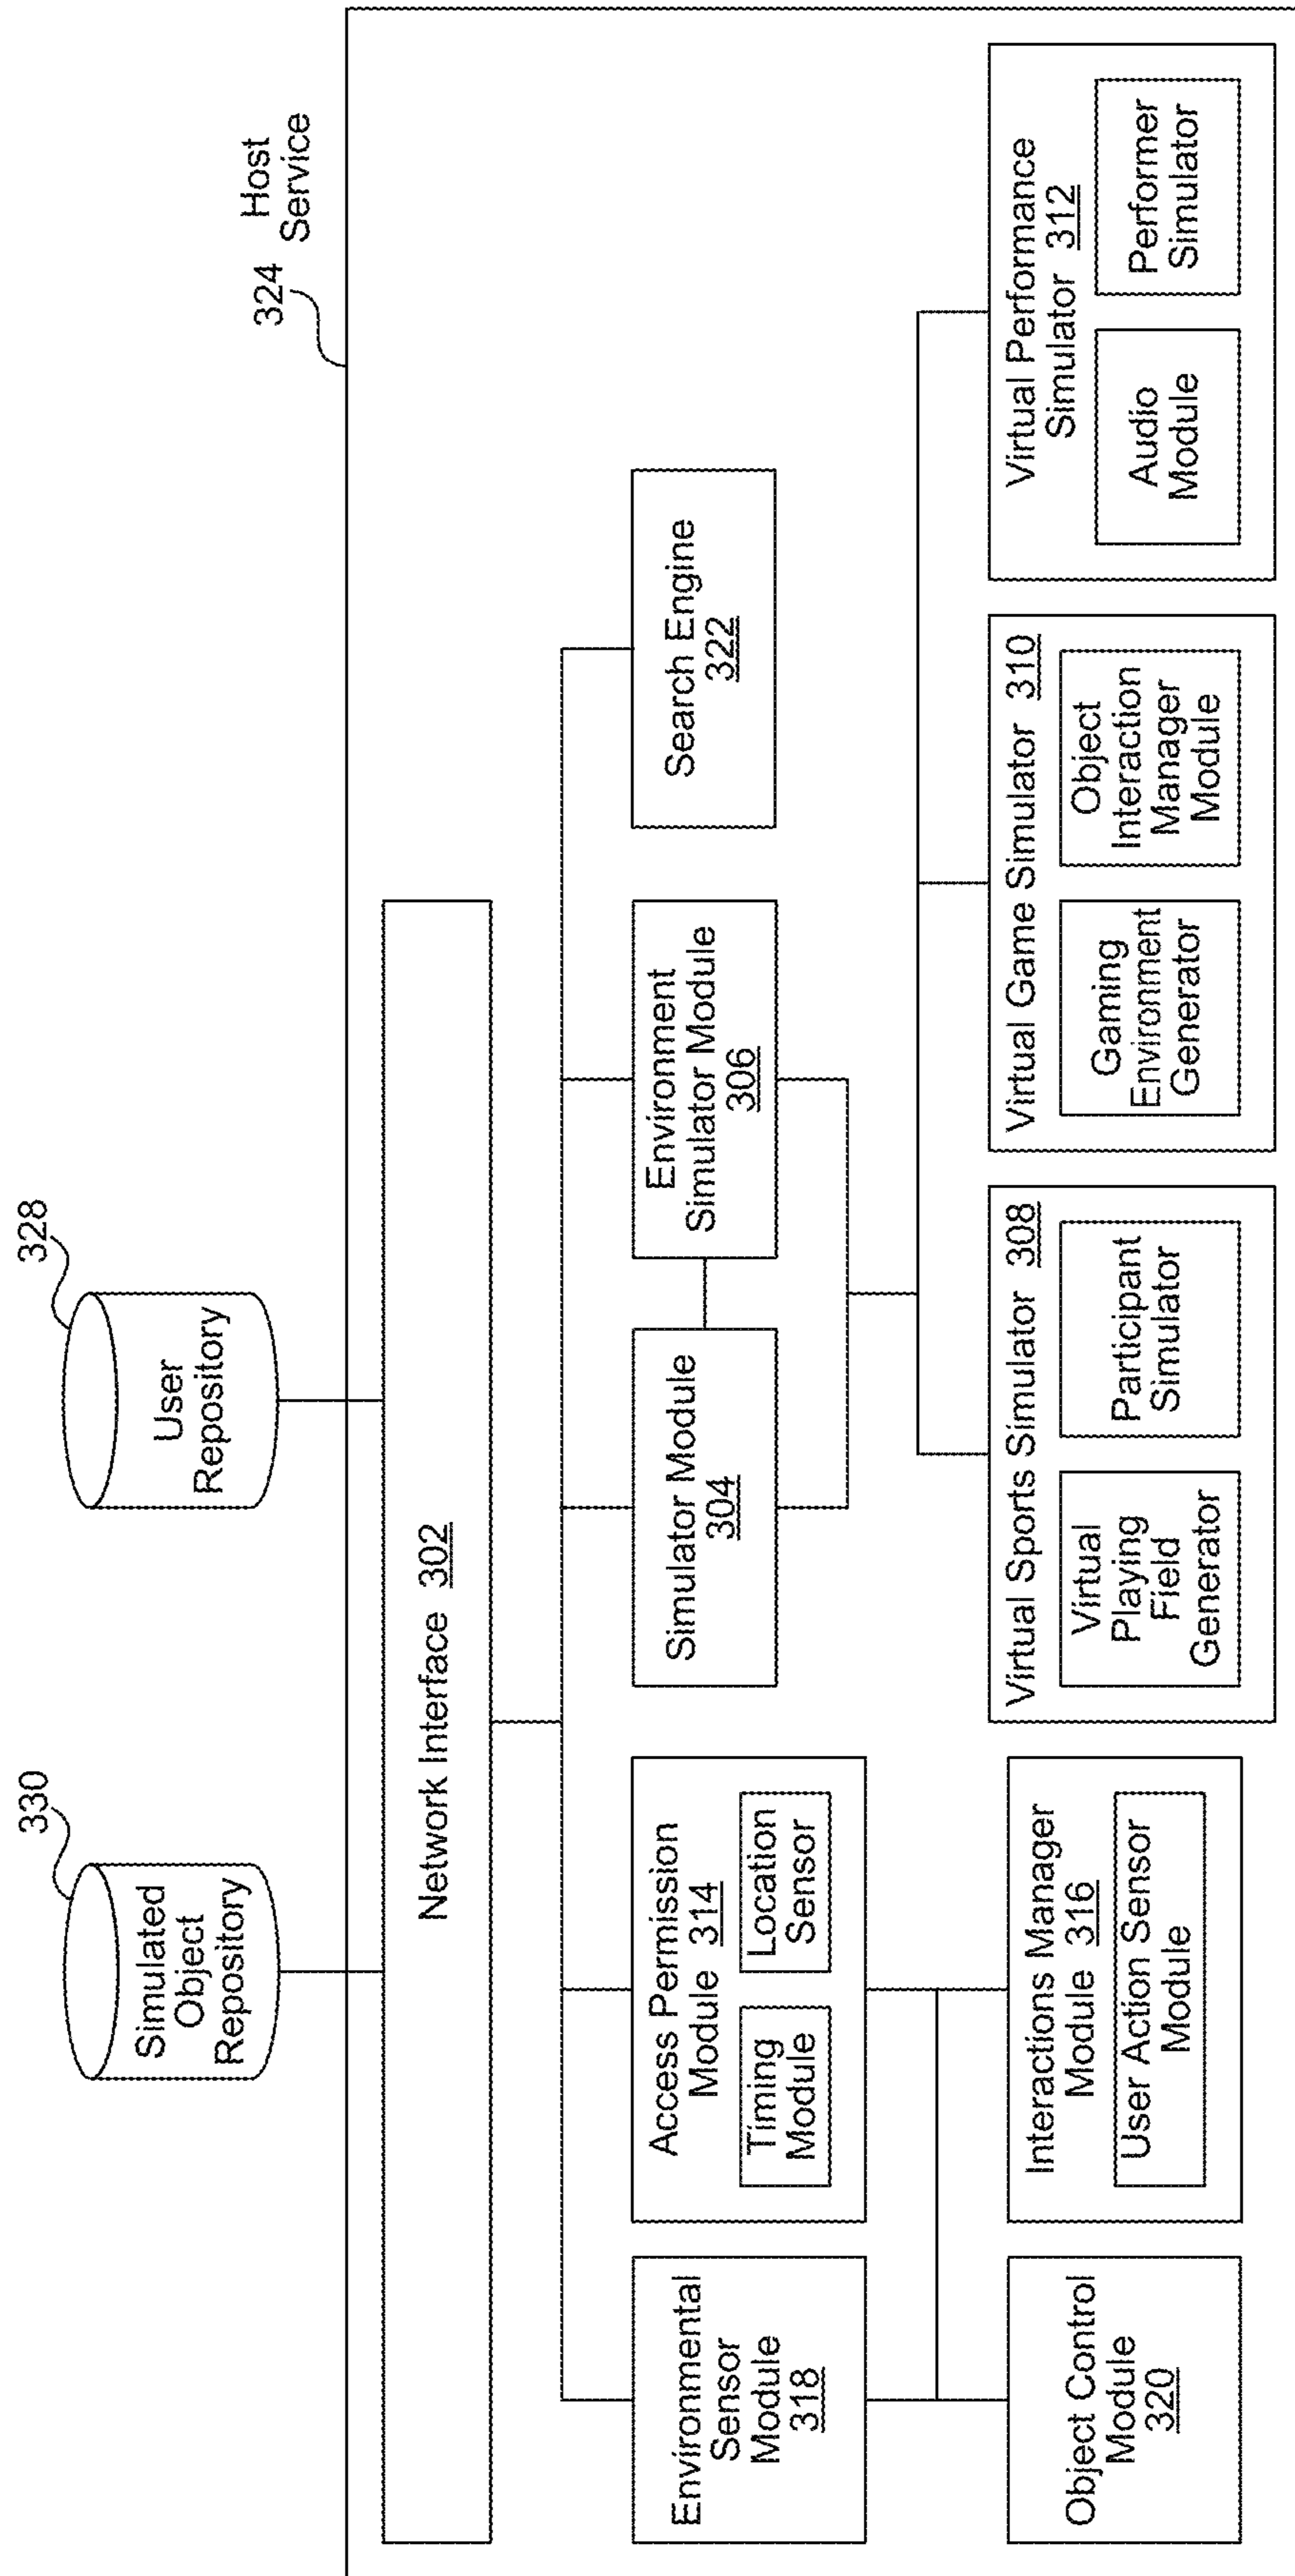 330
328
324
Host
Service
Simulated
Object
Repository
User
Repository
Network Interface 302
Environmental
Sensor
Module
318
Access Permission
Module 314
Timing
Module
Location
Sensor
Simulator Module
304
Environment
Simulator Module
306
Search Engine
322
Object Control
Module
320
Interactions Manager
Module 316
User Action Sensor
Module
Virtual Sports Simulator 308
Virtual
Playing
Field
Generator
Participant
Simulator
Virtual Game Simulator 310
Gaming
Environment
Generator
Object
Interaction
Manager
Module
Virtual Performance
Simulator 312
Audio
Module
Performer
Simulator